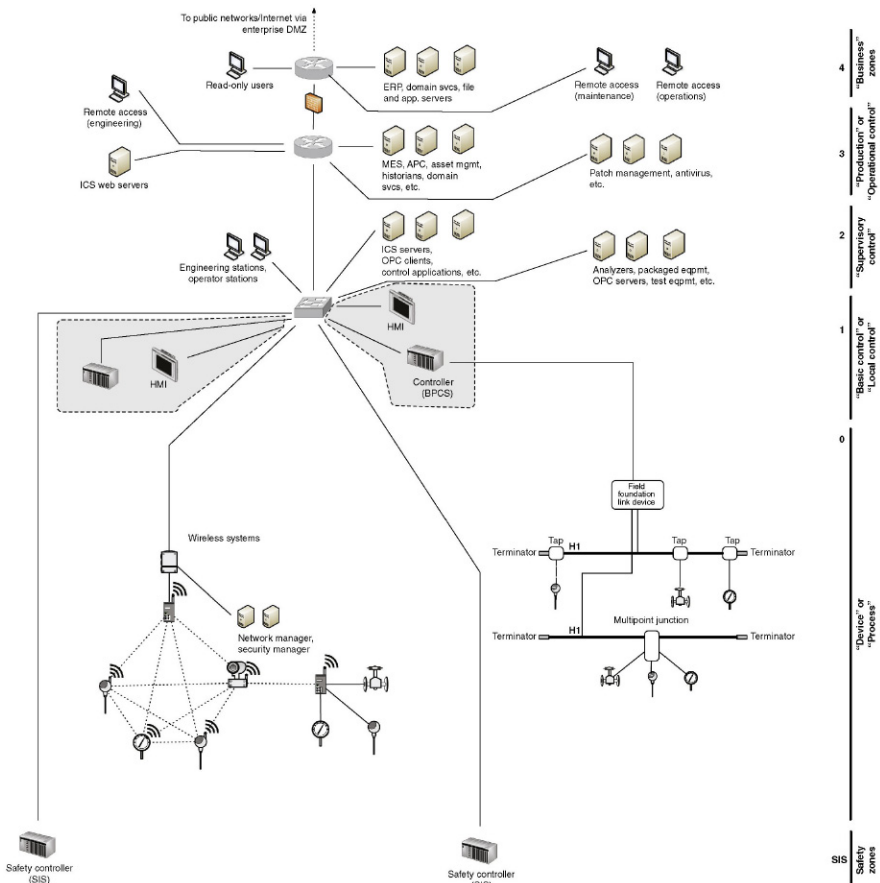 To public networks/Internet via
enterprise DMZ
Read-only users
ERP, domain svcs, file
and app. servers
Remote access
(maintenance)
Remote access
(operations)
4
"Business"
zones
Remote access
(engineering)
ICS web servers
MES, APC, asset mgmt,
historians, domain
svcs, etc.
Patch management, antivirus,
etc.
3
"Production" or
"Operational control"
Engineering stations,
operator stations
ICS servers,
OPC clients,
control applications, etc.
Analyzers, packaged eqpmt,
OPC servers, test eqpmt, etc.
2
"Supervisory
control"
HMI
HMI
Controller
(BPCS)
1
"Basic control" or
"Local control"
0
Field
foundation
link device
Wireless systems
Terminator
Tap
H1
Tap
Tap
Terminator
Network manager,
security manager
Multipoint junction
Terminator
H1
Terminator
"Device" or
"Process"
Safety controller
(SIS)
Safety controller
(SIS)
SIS
Safety
zones